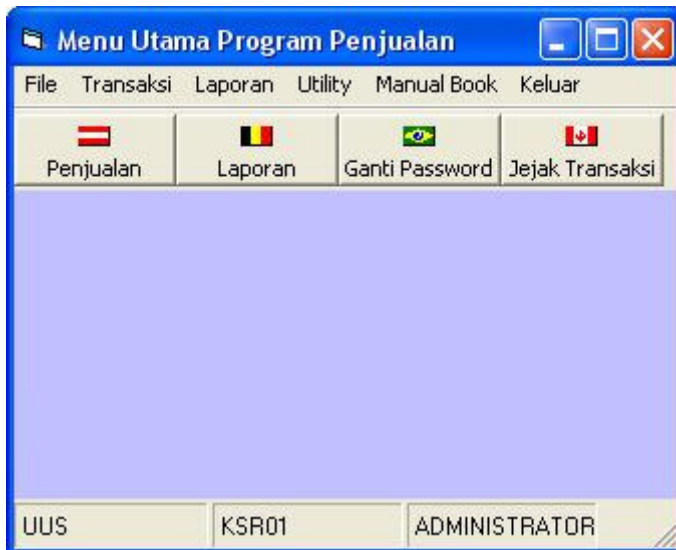 Menu Utama Program Penjualan
File Transaksi Laporan Utility Manual Book Keluar
Penjualan Laporan Ganti Password Jejak Transaksi
UUS KSR01 ADMINISTRATOR